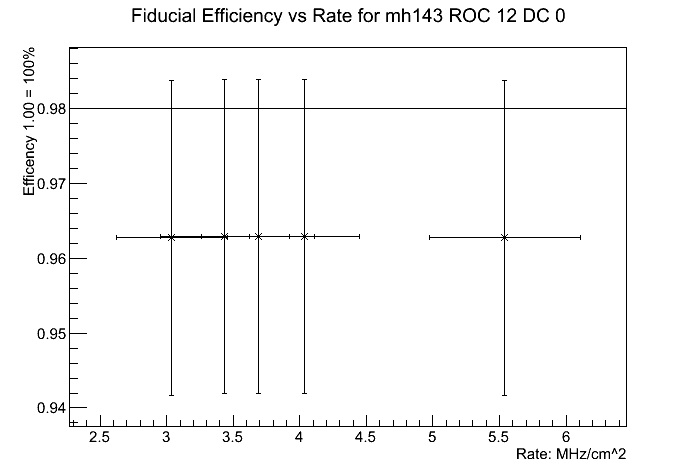 Fiducial Efficiency vs Rate for mh143 ROC 12 DC 0
Efficency 1.00 = 100%
0.98
0.97
0.96
0.95
0.94
2.5 3 3.5 4 4.5 5 5.5 6
Rate: MHz/cm^2